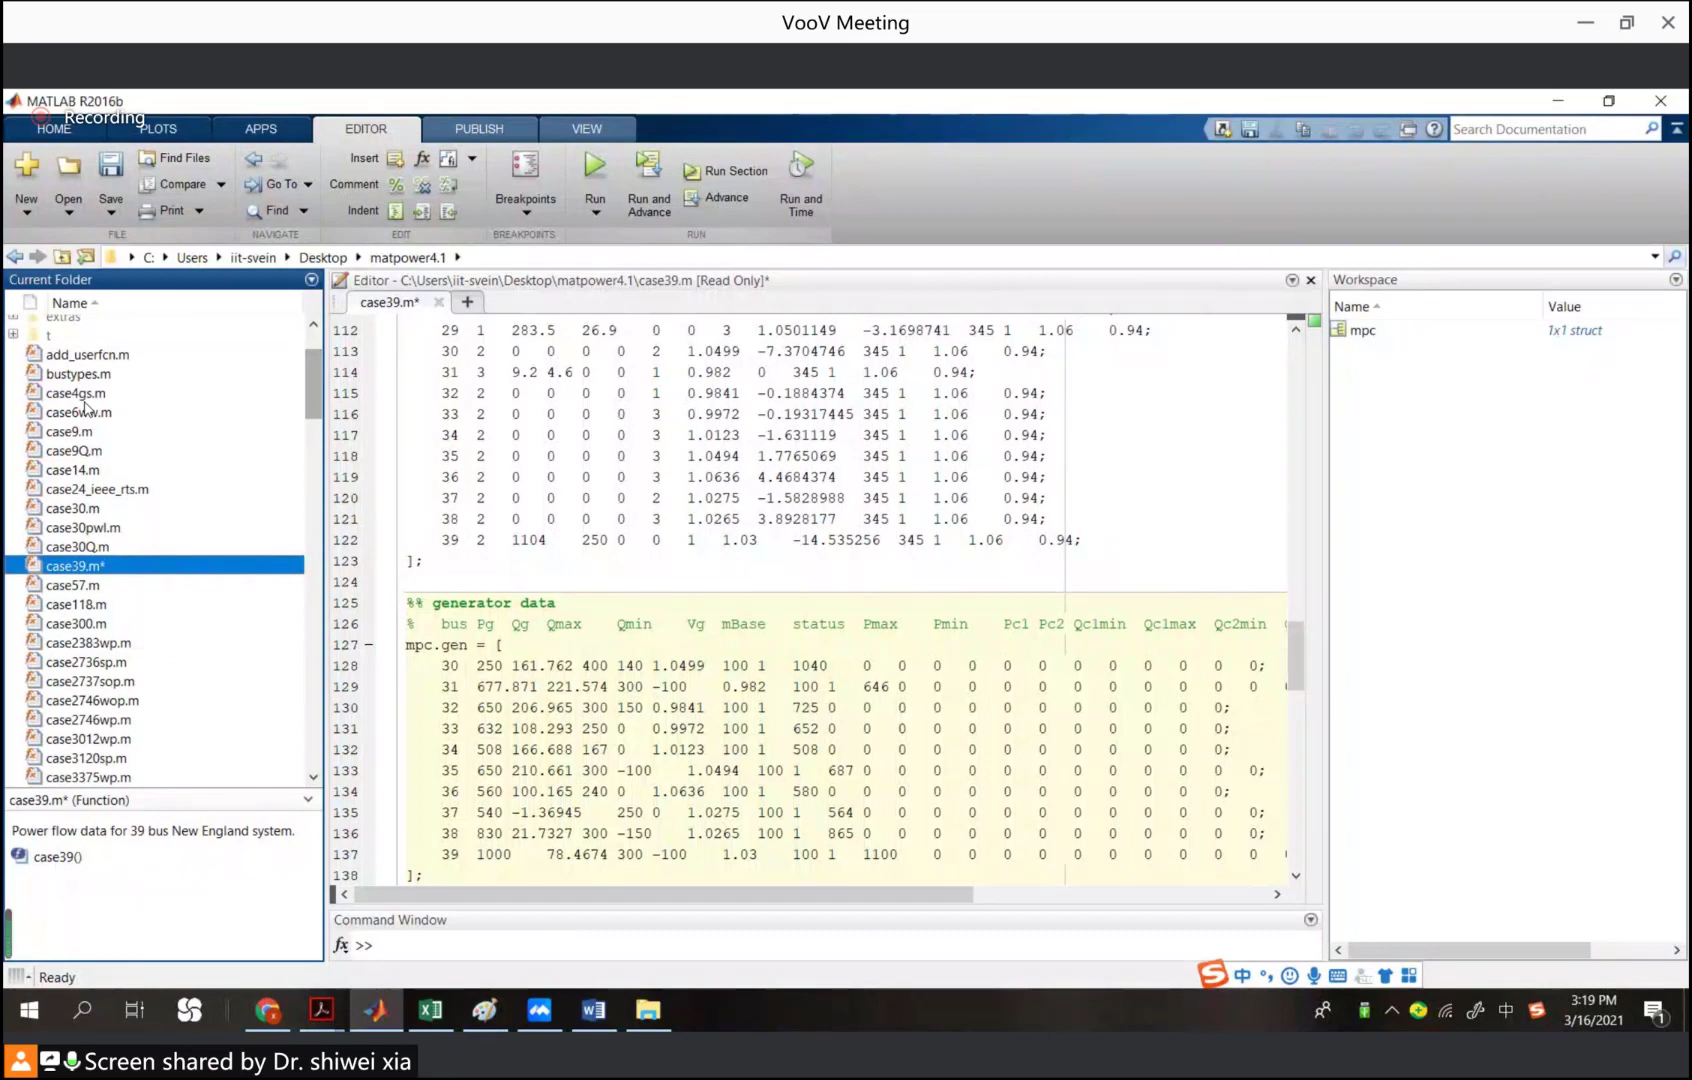 VooV Meeting
MATLAB R2016b
Recording
HOME PLOTS APPS EDITOR PUBLISH VIEW
Search Documentation
New Open Save Find Files Compare Print
Go To Find
Insert Comment Indent
Breakpoints
Run Run and Advance Run Section Advance Run and Time
FILE NAVIGATE EDIT BREAKPOINTS RUN
C: Users iit-svein Desktop matpower4.1
Current Folder
Name
extras
t
add_userfcn.m
bustypes.m
case4gs.m
case6ww.m
case9.m
case9Q.m
case14.m
case24_ieee_rts.m
case30.m
case30pwl.m
case30Q.m
case39.m*
case57.m
case118.m
case300.m
case2383wp.m
case2736sp.m
case2737sop.m
case2746wop.m
case2746wp.m
case3012wp.m
case3120sp.m
case3375wp.m
case39.m* (Function)
Power flow data for 39 bus New England system.
case39()
Editor - C:\Users\iit-svein\Desktop\matpower4.1\case39.m [Read Only]*
case39.m*
112 29 1 283.5 26.9 0 0 3 1.0501149 -3.1698741 345 1 1.06 0.94;
113 30 2 0 0 0 0 2 1.0499 -7.3704746 345 1 1.06 0.94;
114 31 3 9.2 4.6 0 0 1 0.982 0 345 1 1.06 0.94;
115 32 2 0 0 0 0 1 0.9841 -0.1884374 345 1 1.06 0.94;
116 33 2 0 0 0 0 3 0.9972 -0.19317445 345 1 1.06 0.94;
117 34 2 0 0 0 0 3 1.0123 -1.631119 345 1 1.06 0.94;
118 35 2 0 0 0 0 3 1.0494 1.7765069 345 1 1.06 0.94;
119 36 2 0 0 0 0 3 1.0636 4.4684374 345 1 1.06 0.94;
120 37 2 0 0 0 0 2 1.0275 -1.5828988 345 1 1.06 0.94;
121 38 2 0 0 0 0 3 1.0265 3.8928177 345 1 1.06 0.94;
122 39 2 1104 250 0 0 1 1.03 -14.535256 345 1 1.06 0.94;
123 ];
124
125 %% generator data
126 % bus Pg Qg Qmax Qmin Vg mBase status Pmax Pmin Pc1 Pc2 Qc1min Qc1max Qc2min
127 mpc.gen = [
128 30 250 161.762 400 140 1.0499 100 1 1040 0 0 0 0 0 0 0 0 0 0;
129 31 677.871 221.574 300 -100 0.982 100 1 646 0 0 0 0 0 0 0 0 0 0 0
130 32 650 206.965 300 150 0.9841 100 1 725 0 0 0 0 0 0 0 0 0 0;
131 33 632 108.293 250 0 0.9972 100 1 652 0 0 0 0 0 0 0 0 0 0;
132 34 508 166.688 167 0 1.0123 100 1 508 0 0 0 0 0 0 0 0 0 0;
133 35 650 210.661 300 -100 1.0494 100 1 687 0 0 0 0 0 0 0 0 0 0 0;
134 36 560 100.165 240 0 1.0636 100 1 580 0 0 0 0 0 0 0 0 0 0;
135 37 540 -1.36945 250 0 1.0275 100 1 564 0 0 0 0 0 0 0 0 0 0 0;
136 38 830 21.7327 300 -150 1.0265 100 1 865 0 0 0 0 0 0 0 0 0 0 0;
137 39 1000 78.4674 300 -100 1.03 100 1 1100 0 0 0 0 0 0 0 0 0 0
138 ];
Command Window
fx >>
Workspace
Name Value
mpc 1x1 struct
Ready
中
中
3:19 PM
3/16/2021
Screen shared by Dr. shiwei xia